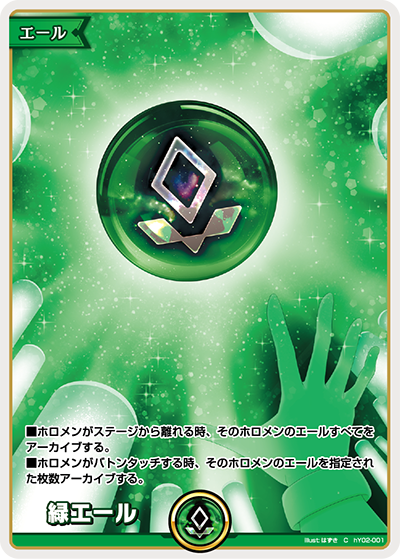 エール
■ホロメンがステージから離れる時、そのホロメンのエールすべてを
アーカイブする。
■ホロメンがバトンタッチする時、そのホロメンのエールを指定され
た枚数アーカイブする。
緑エール
illust:はずき C hY02-001